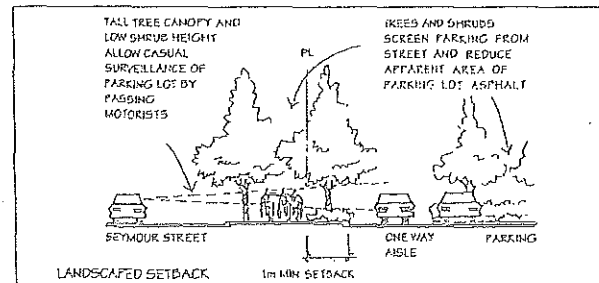 TALL TREE CANOPY AND
LOW SHRUB HEIGHT
ALLOW CASUAL
SURVEILLANCE OF
PARKING LOT BY
PASSING
MOTORISTS
PL
TREES AND SHRUBS
SCREEN PARKING FROM
STREET AND REDUCE
APPARENT AREA OF
PARKING LOT ASPHALT
SEYMOUR STREET
ONE WAY
AISLE
PARKING
LANDSCAPED SETBACK
1m MIN SETBACK